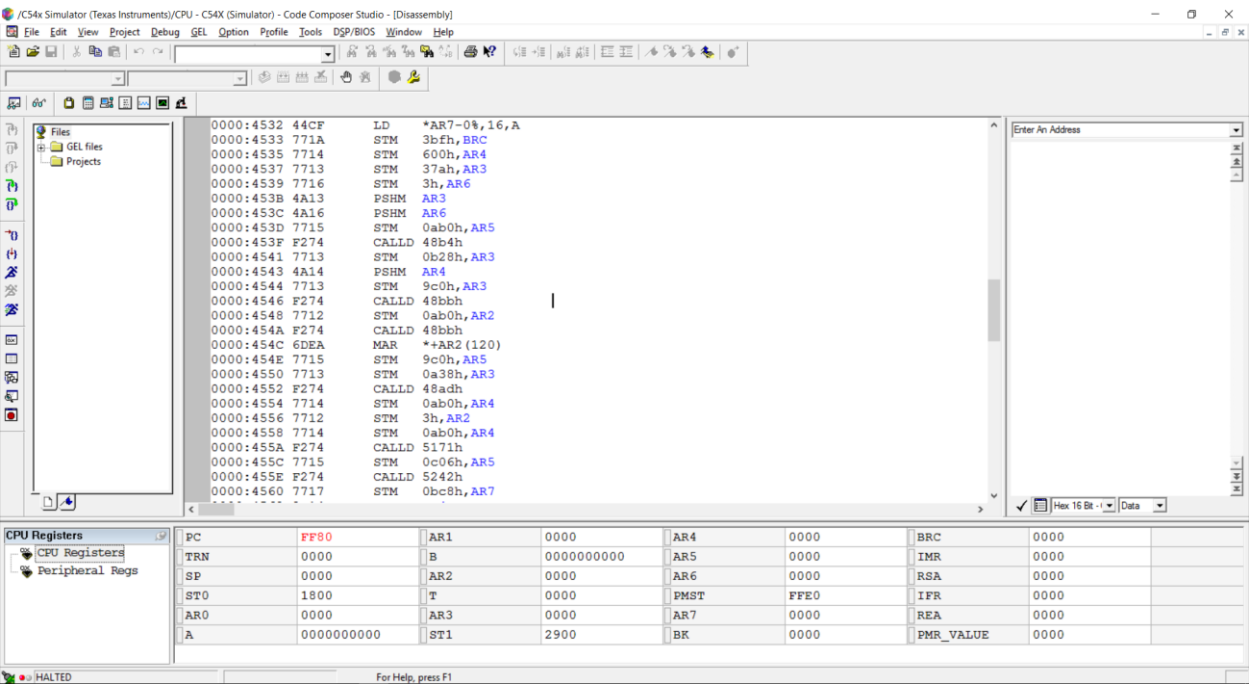 /C54x Simulator (Texas Instruments)/CPU - C54X (Simulator) - Code Composer Studio - [Disassembly]
File Edit View Project Debug GEL Option Profile Tools DSP/BIOS Window Help
Files
GEL files
Projects
0000:4532 44CF LD *AR7-0%,16,A
0000:4533 771A STM 3bfh,BRC
0000:4535 7714 STM 600h,AR4
0000:4537 7713 STM 37ah,AR3
0000:4539 7716 STM 3h,AR6
0000:453B 4A13 PSHM AR3
0000:453C 4A16 PSHM AR6
0000:453D 7715 STM 0ab0h,AR5
0000:453F F274 CALLD 48b4h
0000:4541 7713 STM 0b28h,AR3
0000:4543 4A14 PSHM AR4
0000:4544 7713 STM 9c0h,AR3
0000:4546 F274 CALLD 48bbh
0000:4548 7712 STM 0ab0h,AR2
0000:454A F274 CALLD 48bbh
0000:454C 6DEA MAR *+AR2(120)
0000:454E 7715 STM 9c0h,AR5
0000:4550 7713 STM 0a38h,AR3
0000:4552 F274 CALLD 48adh
0000:4554 7714 STM 0ab0h,AR4
0000:4556 7712 STM 3h,AR2
0000:4558 7714 STM 0ab0h,AR4
0000:455A F274 CALLD 5171h
0000:455C 7715 STM 0c06h,AR5
0000:455E F274 CALLD 5242h
0000:4560 7717 STM 0bc8h,AR7
Enter An Address
Hex 16 Bit - Data
CPU Registers
CPU Registers
Peripheral Regs
PC FF80 AR1 0000 AR4 0000 BRC 0000
TRN 0000 B 0000000000 AR5 0000 IMR 0000
SP 0000 AR2 0000 AR6 0000 RSA 0000
ST0 1800 T 0000 PMST FFE0 IFR 0000
AR0 0000 AR3 0000 AR7 0000 REA 0000
A 0000000000 ST1 2900 BK 0000 PMR_VALUE 0000
HALTED For Help, press F1